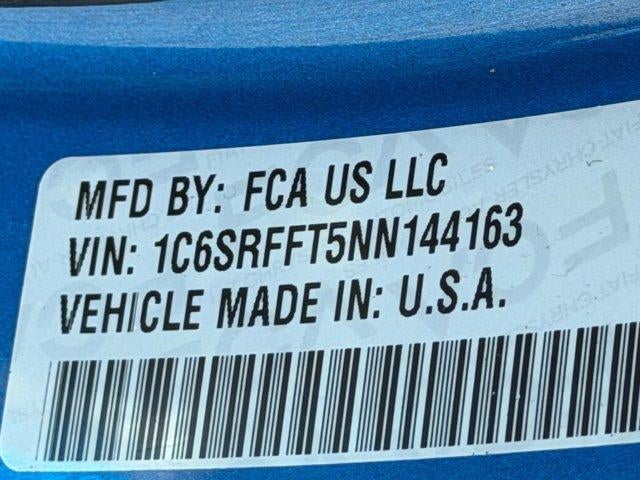 MFD BY: FCA US LLC
VIN: 1C6SRFFT5NN144163
VEHICLE MADE IN: U.S.A.